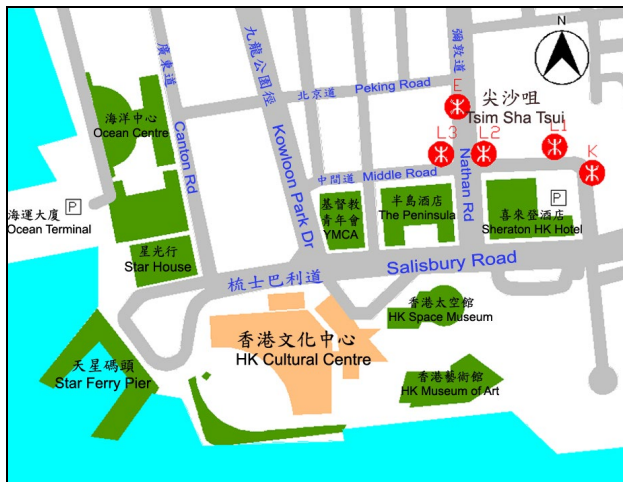 N
九龍公園徑
Kowloon Park Dr
廣東道
Canton Rd
彌敦道
Nathan Rd
北京道
Peking Road
E
尖沙咀
Tsim Sha Tsui
海洋中心
Ocean Centre
L3
L2
L1
K
中間道 Middle Road
P
海運大廈
Ocean Terminal
基督教
青年會
YMCA
半島酒店
The Peninsula
P
喜來登酒店
Sheraton HK Hotel
星光行
Star House
梳士巴利道
Salisbury Road
香港太空館
HK Space Museum
香港文化中心
HK Cultural Centre
天星碼頭
Star Ferry Pier
香港藝術館
HK Museum of Art